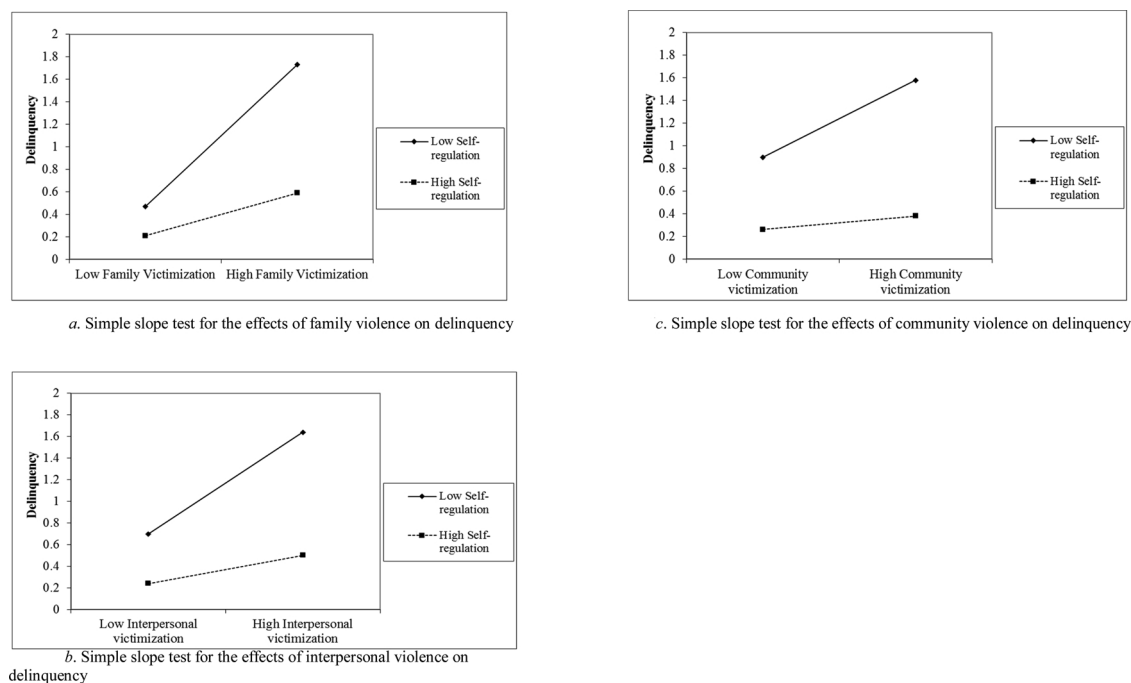 2
1.8
1.6
1.4
1.2
1
0.8
0.6
0.4
0.2
0
Delinquency
Low Family Victimization High Family Victimization
Low Self-
regulation
High Self-
regulation
a. Simple slope test for the effects of family violence on delinquency
2
1.8
1.6
1.4
1.2
1
0.8
0.6
0.4
0.2
0
Delinquency
Low Community
victimization
High Community
victimization
Low Self-
regulation
High Self-
regulation
c. Simple slope test for the effects of community violence on delinquency
2
1.8
1.6
1.4
1.2
1
0.8
0.6
0.4
0.2
0
Delinquency
Low Interpersonal
victimization
High Interpersonal
victimization
Low Self-
regulation
High Self-
regulation
b. Simple slope test for the effects of interpersonal violence on
delinquency